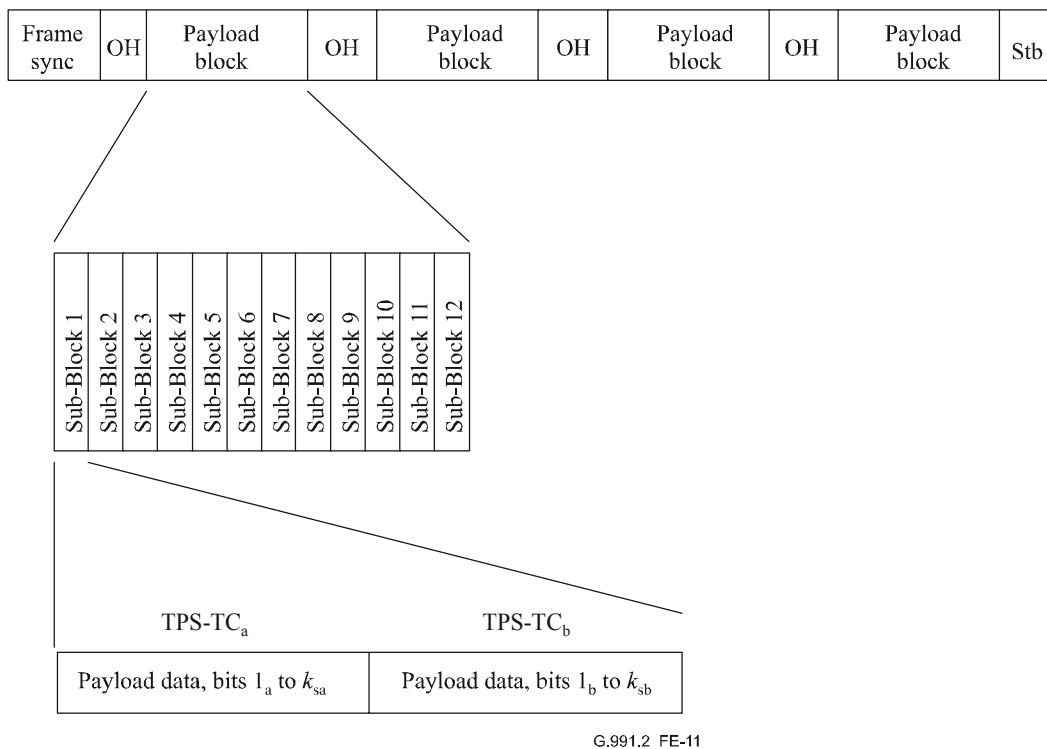 Frame sync
OH
Payload block
OH
Payload block
OH
Payload block
OH
Payload block
Stb
Sub-Block 1
Sub-Block 2
Sub-Block 3
Sub-Block 4
Sub-Block 5
Sub-Block 6
Sub-Block 7
Sub-Block 8
Sub-Block 9
Sub-Block 10
Sub-Block 11
Sub-Block 12
TPS-TCa
TPS-TCb
Payload data, bits 1a to ksa
Payload data, bits 1b to ksb
G.991.2_FE-11